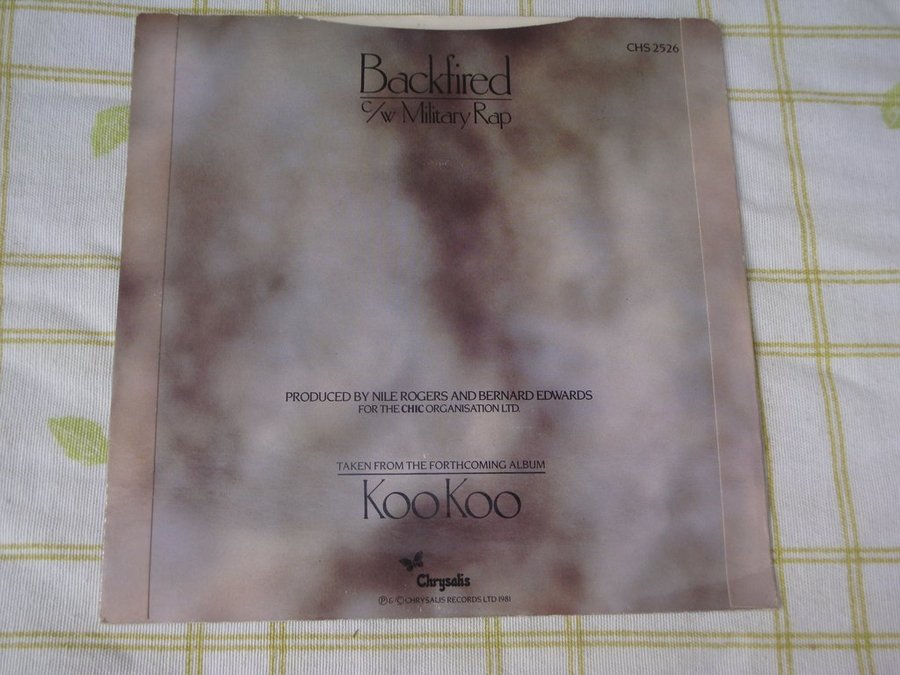 CHS 2526
Backfired
c/w Military Rap
PRODUCED BY NILE ROGERS AND BERNARD EDWARDS
FOR THE CHIC ORGANISATION LTD.
TAKEN FROM THE FORTHCOMING ALBUM
KooKoo
Chrysalis
Ⓟ & © CHRYSALIS RECORDS LTD 1981